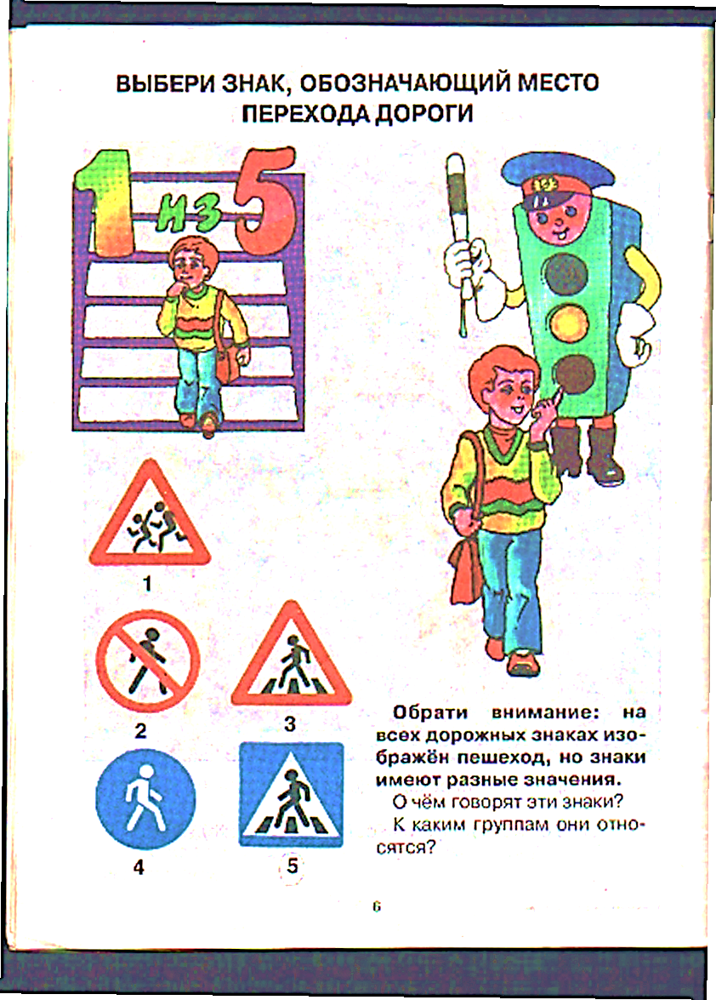 ВЫБЕРИ ЗНАК, ОБОЗНАЧАЮЩИЙ МЕСТО
ПЕРЕХОДА ДОРОГИ
1 из 5
1
2
3
4
5
Обрати внимание: на
всех дорожных знаках изо-
бражён пешеход, но знаки
имеют разные значения.
О чём говорят эти знаки?
К каким группам они отно-
сятся?
6